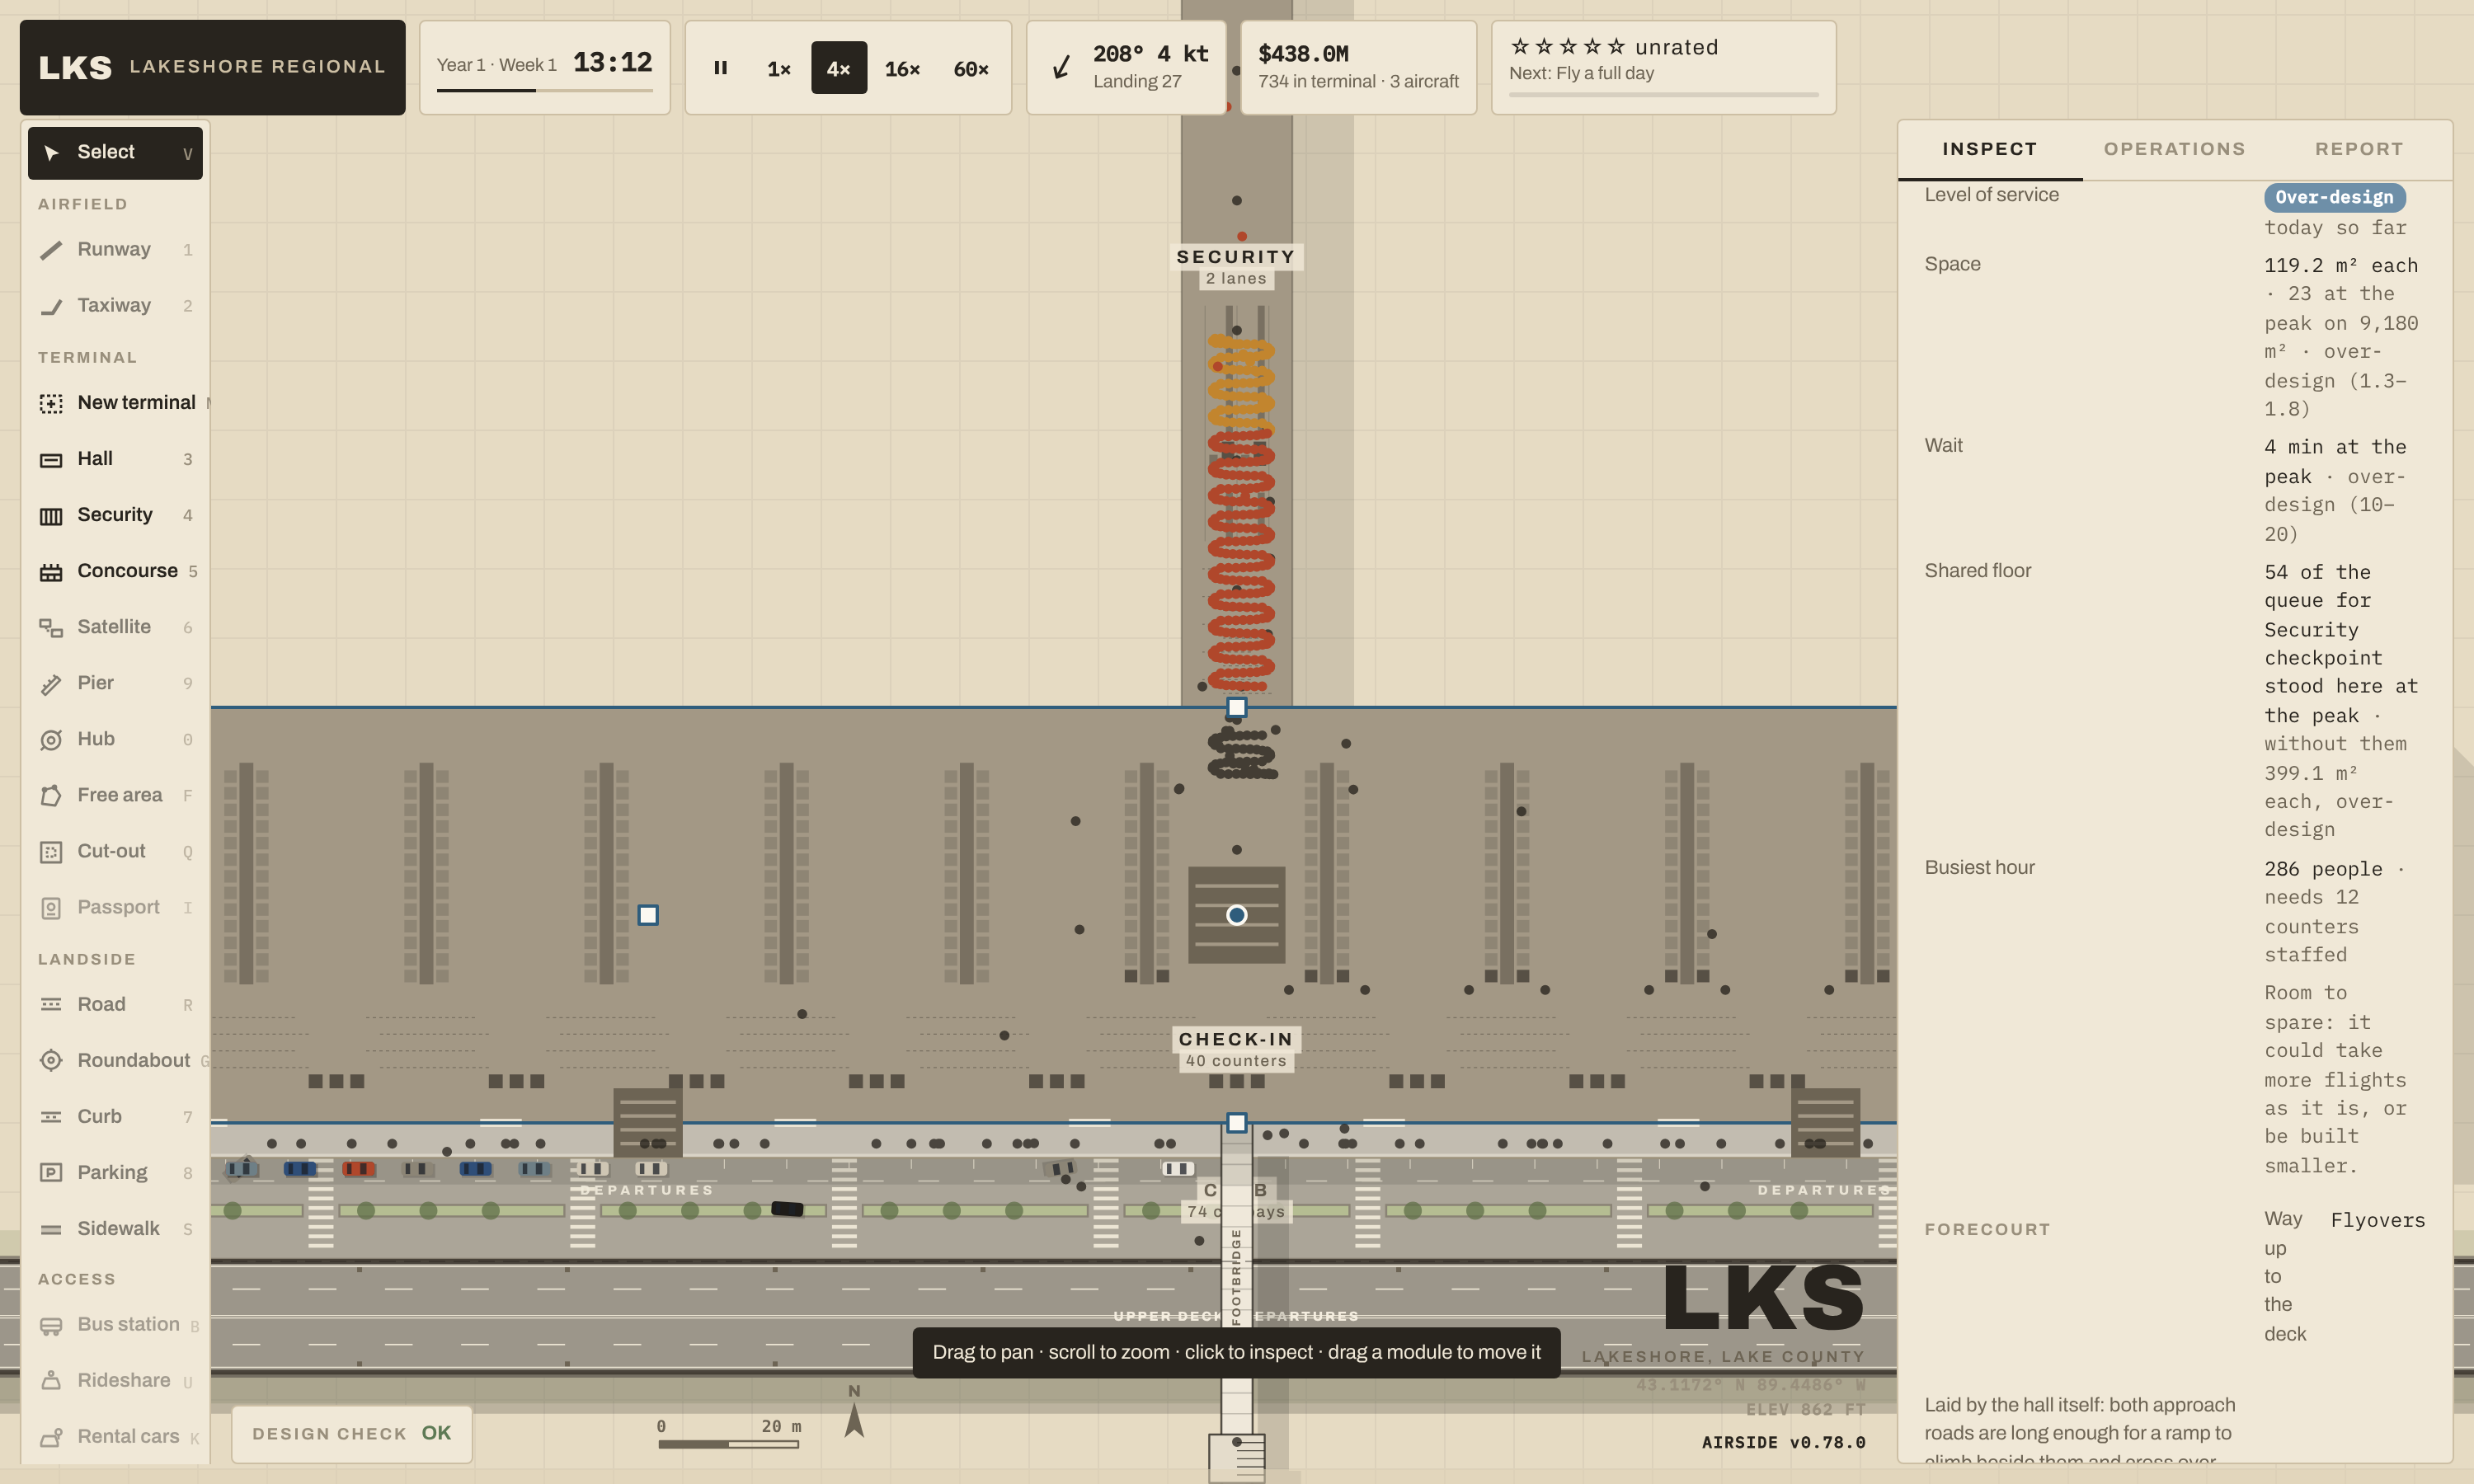 LKS LAKESHORE REGIONAL
Year 1 · Week 1 13:12
1× 4× 16× 60×
208° 4 kt
Landing 27
$438.0M
734 in terminal · 3 aircraft
☆☆☆☆☆ unrated
Next: Fly a full day
Select V
AIRFIELD
Runway 1
Taxiway 2
TERMINAL
New terminal
Hall 3
Security 4
Concourse 5
Satellite 6
Pier 9
Hub 0
Free area F
Cut-out Q
Passport I
LANDSIDE
Road R
Roundabout G
Curb 7
Parking 8
Sidewalk S
ACCESS
Bus station B
Rideshare U
Rental cars K
SECURITY
2 lanes
CHECK-IN
40 counters
DEPARTURES
DEPARTURES
74
FOOTBRIDGE
UPPER DECK
Drag to pan · scroll to zoom · click to inspect · drag a module to move it
DESIGN CHECK OK
0 20 m
N
LKS
LAKESHORE, LAKE COUNTY
43.1172° N 89.4486° W
ELEV 862 FT
AIRSIDE v0.78.0
INSPECT OPERATIONS REPORT
Level of service
Over-design
today so far
Space
119.2 m² each
· 23 at the
peak on 9,180
m² · over-
design (1.3–
1.8)
Wait
4 min at the
peak · over-
design (10–
20)
Shared floor
54 of the
queue for
Security
checkpoint
stood here at
the peak ·
without them
399.1 m²
each, over-
design
Busiest hour
286 people ·
needs 12
counters
staffed
Room to
spare: it
could take
more flights
as it is, or
be built
smaller.
FORECOURT
Way
up
to
the
deck
Flyovers
Laid by the hall itself: both approach
roads are long enough for a ramp to
climb beside them and cross over